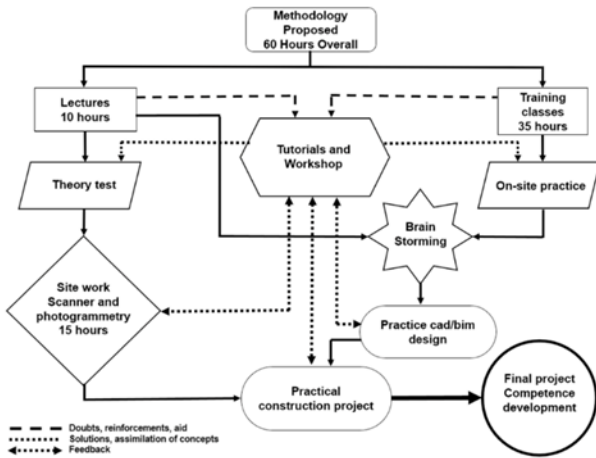 Methodology
Proposed
60 Hours Overall
Lectures
10 hours
Training
classes
35 hours
Tutorials and
Workshop
Theory test
On-site practice
Brain
Storming
Site work
Scanner and
photogrammetry
15 hours
Practice cad/bim
design
Practical
construction project
Final project
Competence
development
Doubts, reinforcements, aid
Solutions, assimilation of concepts
Feedback